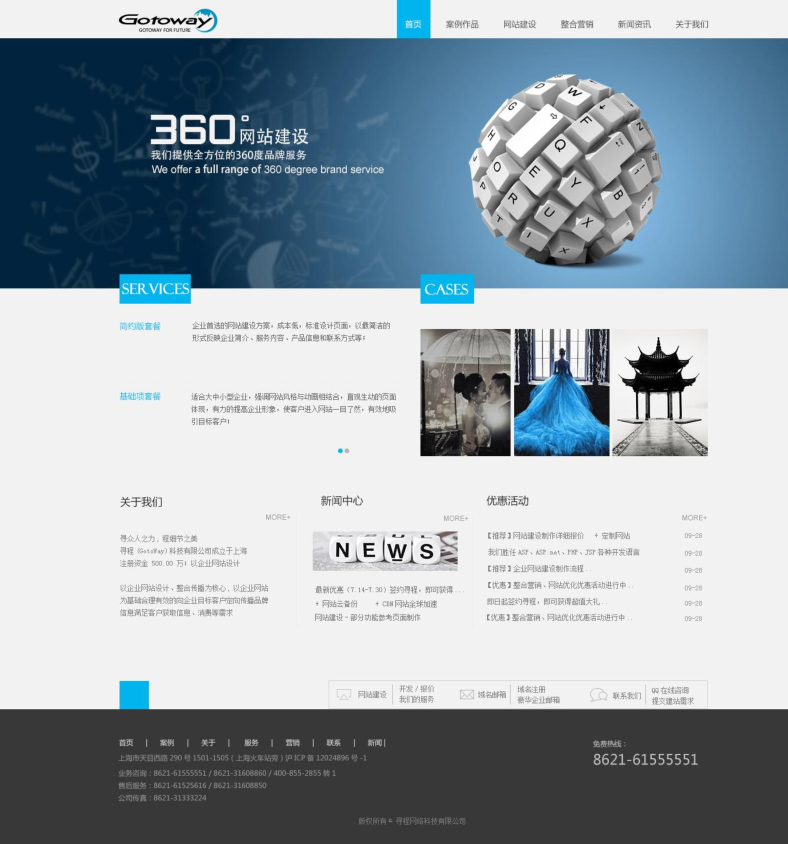 Gotoway
GOTOWAY FOR FUTURE
首页 案例作品 网站建设 整合营销 新闻资讯 关于我们
360°网站建设
我们提供全方位的360度品牌服务
We offer a full range of 360 degree brand service
SERVICES
CASES
简约版套餐
企业首选的网站建设方案，成本低，标准设计页面，以最简洁的
形式反映企业简介、服务内容、产品信息和联系方式等！
基础项套餐
适合大中小型企业，强调网站风格与动画相结合，直观生动的页面
体现，有力的提高企业形象，使客户进入网站一目了然，有效地吸
引目标客户！
关于我们
MORE+
寻众人之力，程细节之美
寻程 (GotoWay) 科技有限公司成立于上海
注册资金 500.00 万！以企业网站设计
以企业网站设计、整合传播为核心，以企业网站
为基础合理有效的向企业目标客户定向传播品牌
信息满足客户获取信息、消费等需求
新闻中心
MORE+
NEWS
最新优惠（7.14-7.30）签约寻程，即可获得...
+ 网站云备份 + CDN网站全球加速
网站建设－部分功能参考页面制作
优惠活动
MORE+
【推荐】网站建设制作详细报价 + 定制网站 09-28
我们胜任 ASP、ASP.net、PHP、JSP 各种开发语言 09-28
【推荐】企业网站建设制作流程.. 09-28
【优惠】整合营销、网站优化优惠活动进行中.. 09-28
即日起签约寻程，即可获得超值大礼.. 09-28
【优惠】整合营销、网站优化优惠活动进行中.. 09-28
网站建设
开发 / 报价
我们的服务
域名邮箱
域名注册
豪华企业邮箱
联系我们
QQ 在线咨询
提交建站需求
首页 | 案例 | 关于 | 服务 | 营销 | 联系 | 新闻 |
上海市天目西路 290 号 1501-1505（上海火车站旁）沪 ICP 备 12024896 号 -1
业务咨询：8621-61555551 / 8621-31608860 / 400-855-2855 转 1
售后服务：8621-61525616 / 8621-31608850
公司传真：8621-31333224
免费热线：
8621-61555551
版权所有© 寻程网络科技有限公司